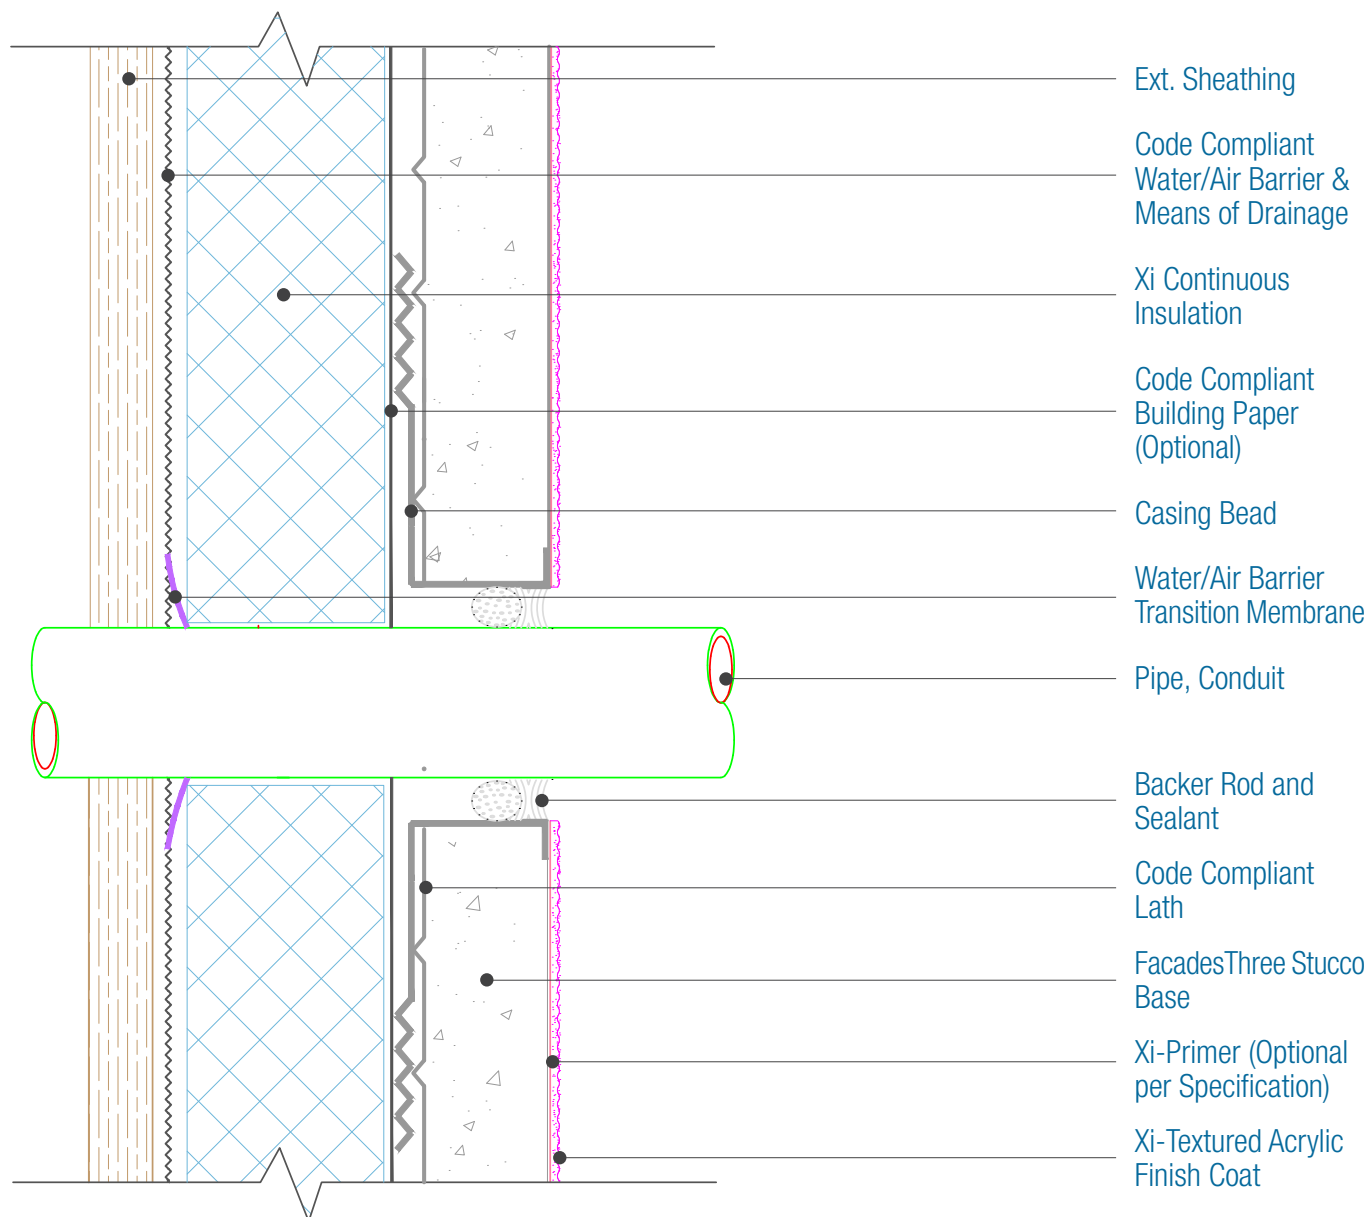 Ext. Sheathing
Code Compliant
Water/Air Barrier &
Means of Drainage
Xi Continuous
Insulation
Code Compliant
Building Paper
(Optional)
Casing Bead
Water/Air Barrier
Transition Membrane
Pipe, Conduit
Backer Rod and
Sealant
Code Compliant
Lath
FacadesThree Stucco
Base
Xi-Primer (Optional
per Specification)
Xi-Textured Acrylic
Finish Coat